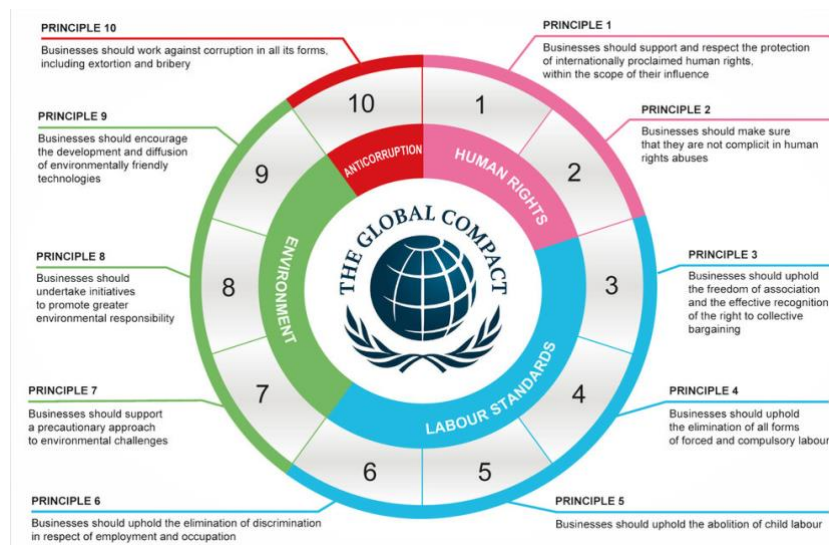 PRINCIPLE 10
Businesses should work against corruption in all its forms,
including extortion and bribery
PRINCIPLE 1
Businesses should support and respect the protection
of internationally proclaimed human rights,
within the scope of their influence
PRINCIPLE 9
Businesses should encourage
the development and diffusion
of environmentally friendly
technologies
PRINCIPLE 2
Businesses should make sure
that they are not complicit in human
rights abuses
PRINCIPLE 8
Businesses should
undertake initiatives
to promote greater
environmental responsibility
PRINCIPLE 3
Businesses should uphold
the freedom of association
and the effective recognition
of the right to collective
bargaining
PRINCIPLE 7
Businesses should support
a precautionary approach
to environmental challenges
PRINCIPLE 4
Businesses should uphold
the elimination of all forms
of forced and compulsory labour
PRINCIPLE 6
Businesses should uphold the elimination of discrimination
in respect of employment and occupation
PRINCIPLE 5
Businesses should uphold the abolition of child labour
10
1
2
3
4
5
6
7
8
9
ANTICORRUPTION
HUMAN RIGHTS
LABOUR STANDARDS
ENVIRONMENT
THE GLOBAL COMPACT